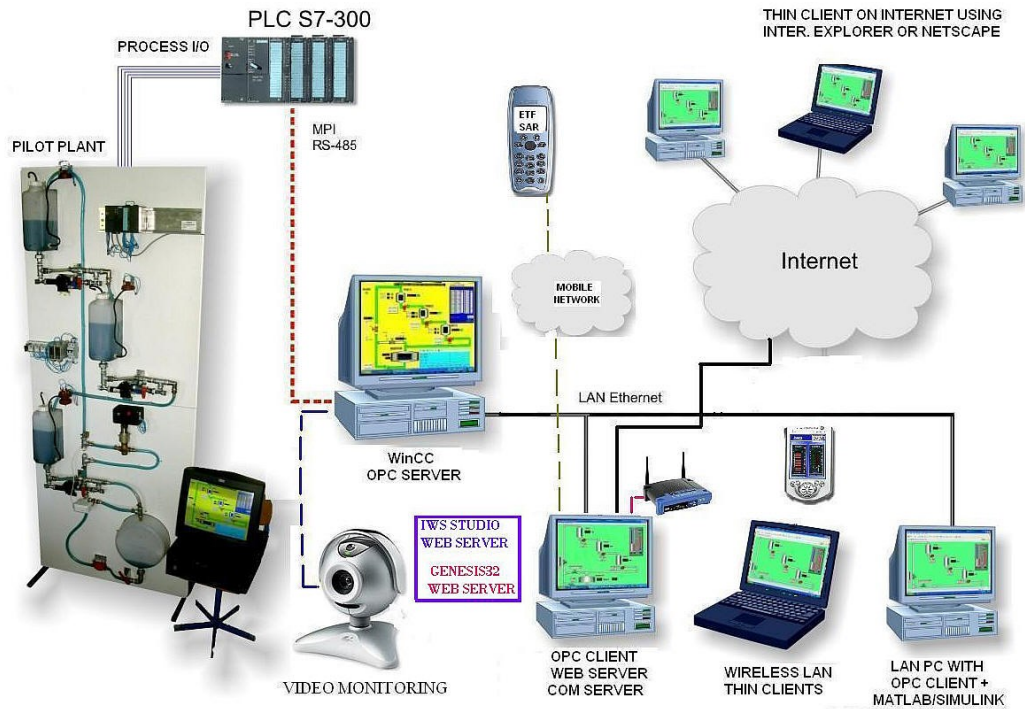 PLC S7-300
THIN CLIENT ON INTERNET USING
INTER. EXPLORER OR NETSCAPE
PROCESS I/O
ETF
SAR
MPI
RS-485
PILOT PLANT
Internet
MOBILE
NETWORK
LAN Ethernet
WinCC
OPC SERVER
IWS STUDIO
WEB SERVER
GENESIS32
WEB SERVER
OPC CLIENT
WEB SERVER
COM SERVER
WIRELESS LAN
THIN CLIENTS
LAN PC WITH
OPC CLIENT +
MATLAB/SIMULINK
VIDEO MONITORING